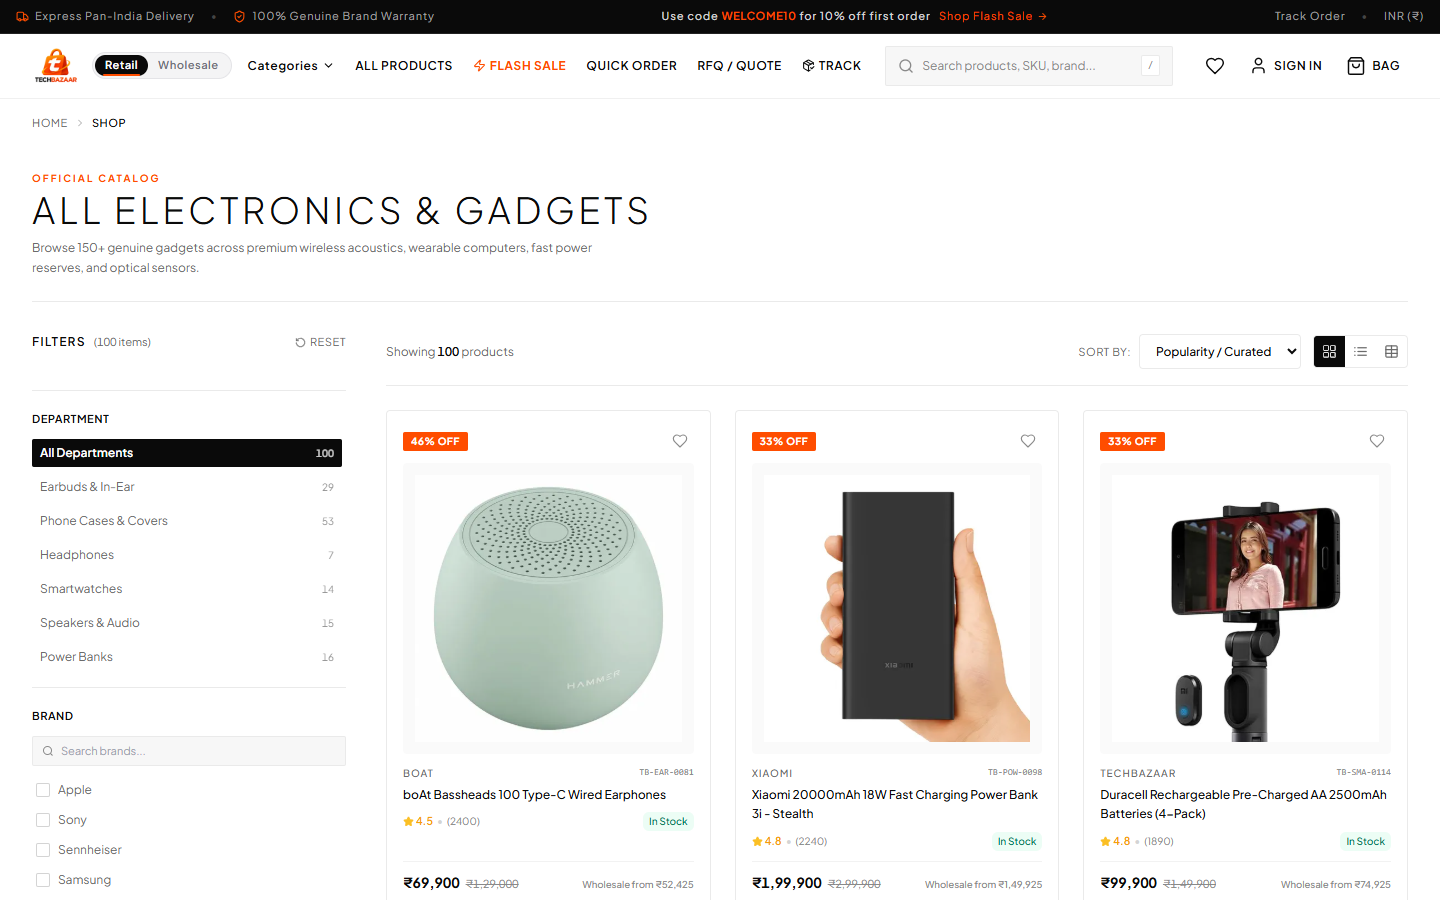 Express Pan-India Delivery
100% Genuine Brand Warranty
Use code WELCOME10 for 10% off first order Shop Flash Sale →
Track Order
INR (₹)
TECHBAZAAR
Retail
Wholesale
Categories
ALL PRODUCTS
FLASH SALE
QUICK ORDER
RFQ / QUOTE
TRACK
Search products, SKU, brand...
/
SIGN IN
BAG
HOME > SHOP
OFFICIAL CATALOG
ALL ELECTRONICS & GADGETS
Browse 150+ genuine gadgets across premium wireless acoustics, wearable computers, fast power
reserves, and optical sensors.
FILTERS (100 items)
RESET
Showing 100 products
SORT BY:
Popularity / Curated
DEPARTMENT
All Departments 100
Earbuds & In-Ear 29
Phone Cases & Covers 53
Headphones 7
Smartwatches 14
Speakers & Audio 15
Power Banks 16
BRAND
Search brands...
Apple
Sony
Sennheiser
Samsung
46% OFF
HAMMER
BOAT
TB-EAR-0081
boAt Bassheads 100 Type-C Wired Earphones
4.5 • (2400)
In Stock
₹69,900 ₹1,29,000
Wholesale from ₹52,425
33% OFF
xiaomi
XIAOMI
TB-POW-0098
Xiaomi 20000mAh 18W Fast Charging Power Bank
3i - Stealth
4.8 • (2240)
In Stock
₹1,99,900 ₹2,99,900
Wholesale from ₹1,49,925
33% OFF
TECHBAZAAR
TB-SMA-0114
Duracell Rechargeable Pre-Charged AA 2500mAh
Batteries (4-Pack)
4.8 • (1890)
In Stock
₹99,900 ₹1,49,900
Wholesale from ₹74,925